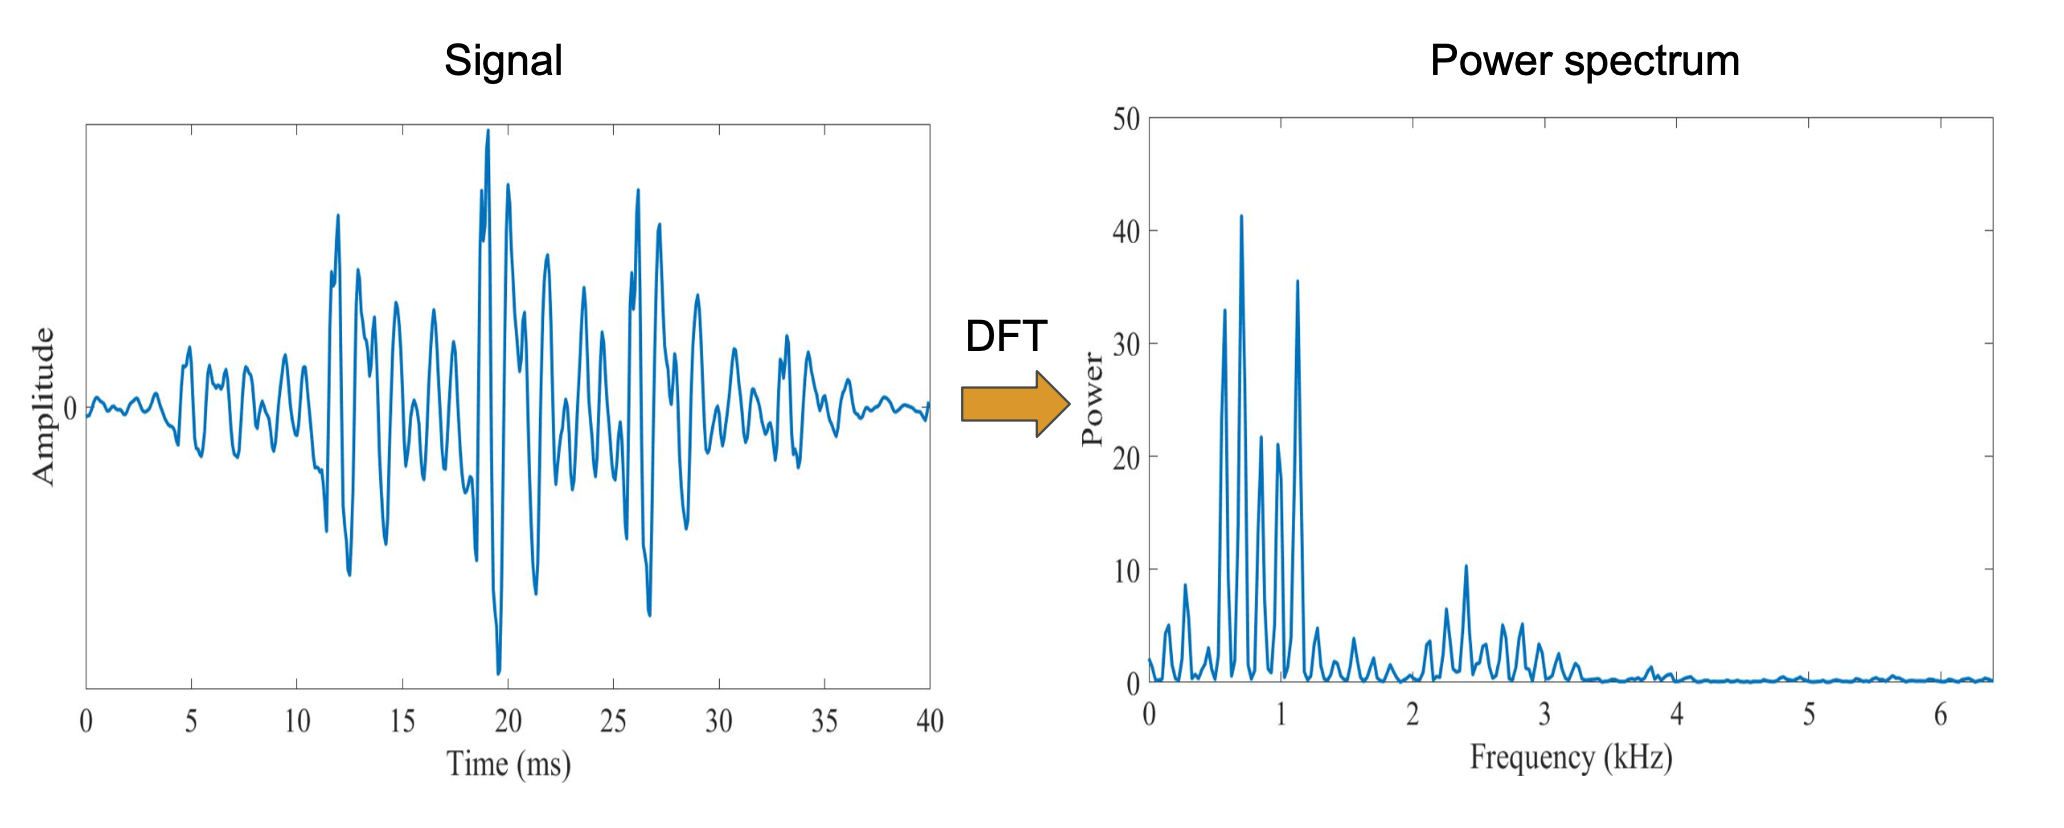 Signal
Amplitude
0
0 5 10 15 20 25 30 35 40
Time (ms)
DFT
Power spectrum
Power
50
40
30
20
10
0
0 1 2 3 4 5 6
Frequency (kHz)